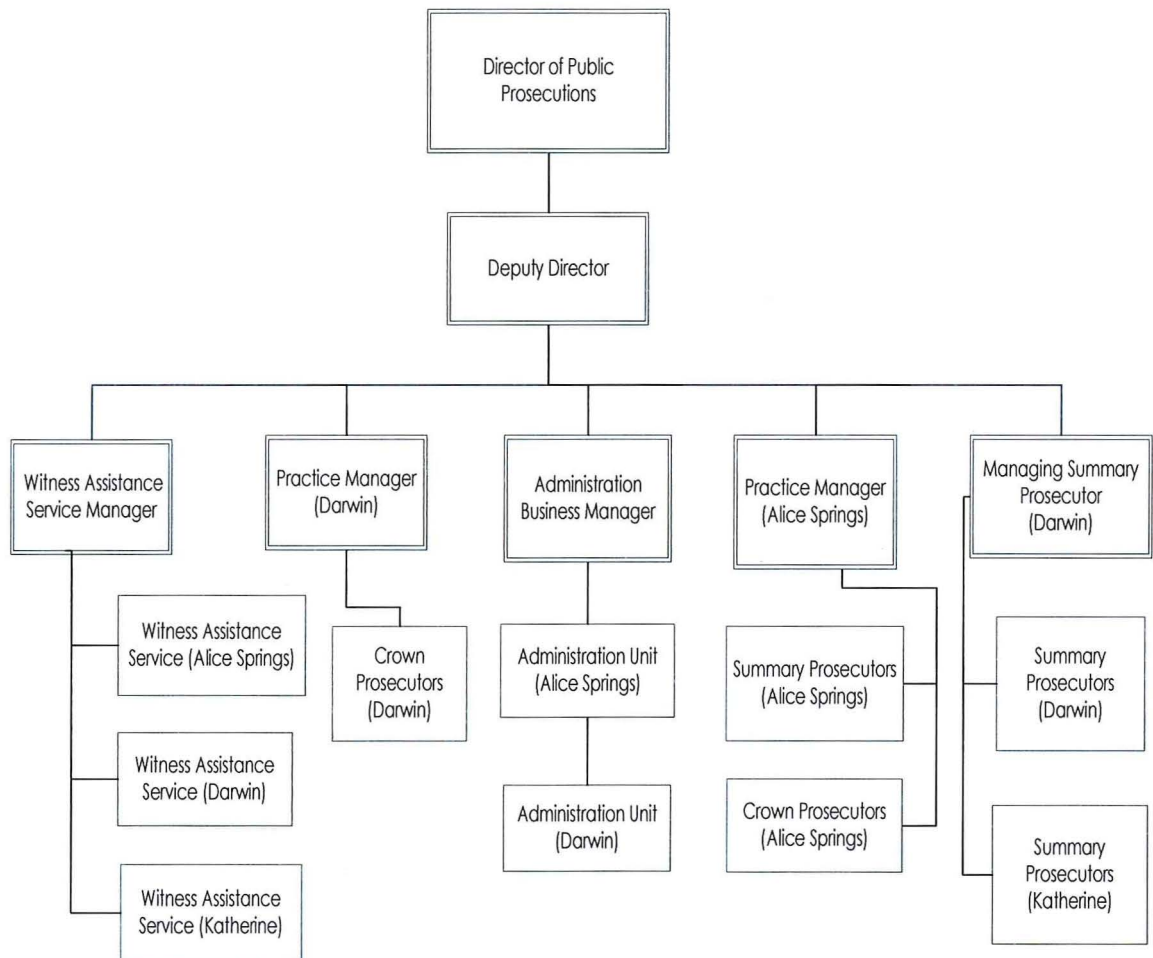 Director of Public
Prosecutions
Deputy Director
Witness Assistance
Service Manager
Practice Manager
(Darwin)
Administration
Business Manager
Practice Manager
(Alice Springs)
Managing Summary
Prosecutor
(Darwin)
Witness Assistance
Service (Alice Springs)
Witness Assistance
Service (Darwin)
Witness Assistance
Service (Katherine)
Crown
Prosecutors
(Darwin)
Administration Unit
(Alice Springs)
Administration Unit
(Darwin)
Summary Prosecutors
(Alice Springs)
Crown Prosecutors
(Alice Springs)
Summary
Prosecutors
(Darwin)
Summary
Prosecutors
(Katherine)